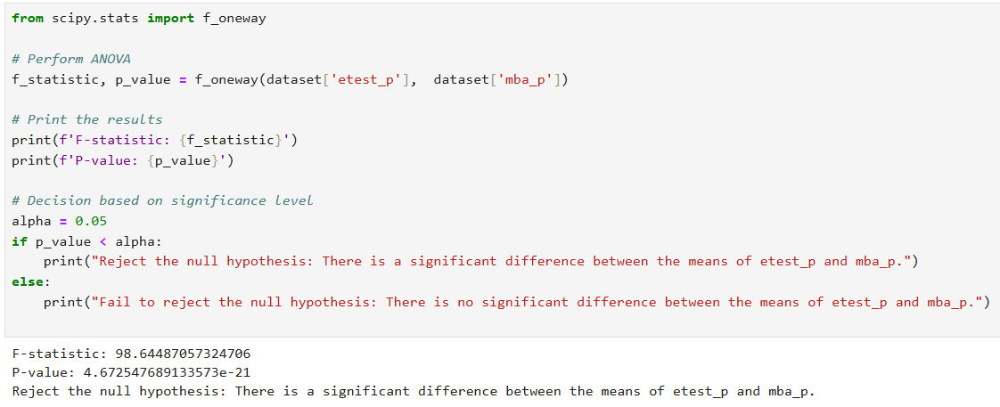 from scipy.stats import f_oneway
# Perform ANOVA
f_statistic, p_value = f_oneway(dataset['etest_p'],  dataset['mba_p'])
# Print the results
print(f'F-statistic: {f_statistic}')
print(f'P-value: {p_value}')
# Decision based on significance level
alpha = 0.05
if p_value < alpha:
    print("Reject the null hypothesis: There is a significant difference between the means of etest_p and mba_p.")
else:
    print("Fail to reject the null hypothesis: There is no significant difference between the means of etest_p and mba_p.")
F-statistic: 98.64487057324706
P-value: 4.672547689133573e-21
Reject the null hypothesis: There is a significant difference between the means of etest_p and mba_p.